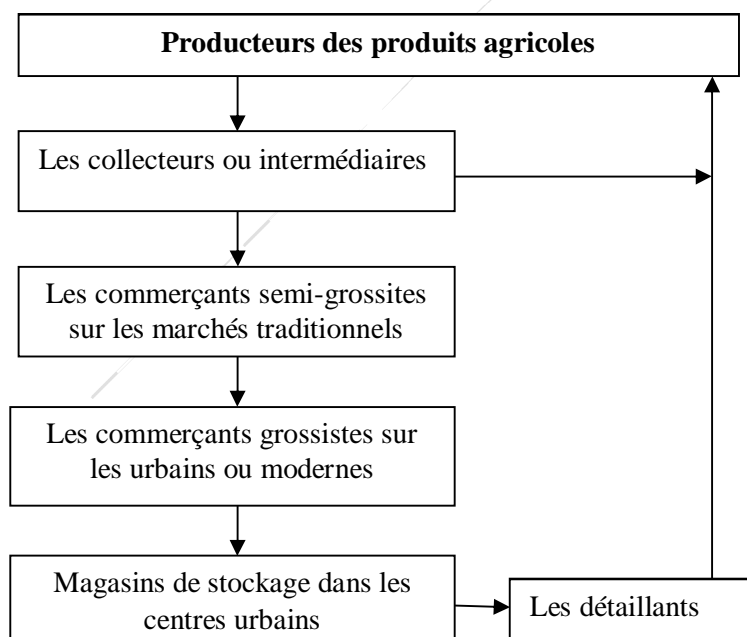 Producteurs des produits agricoles
Les collecteurs ou intermédiaires
Les commerçants semi-grossites
sur les marchés traditionnels
Les commerçants grossistes sur
les urbains ou modernes
Magasins de stockage dans les
centres urbains
Les détaillants